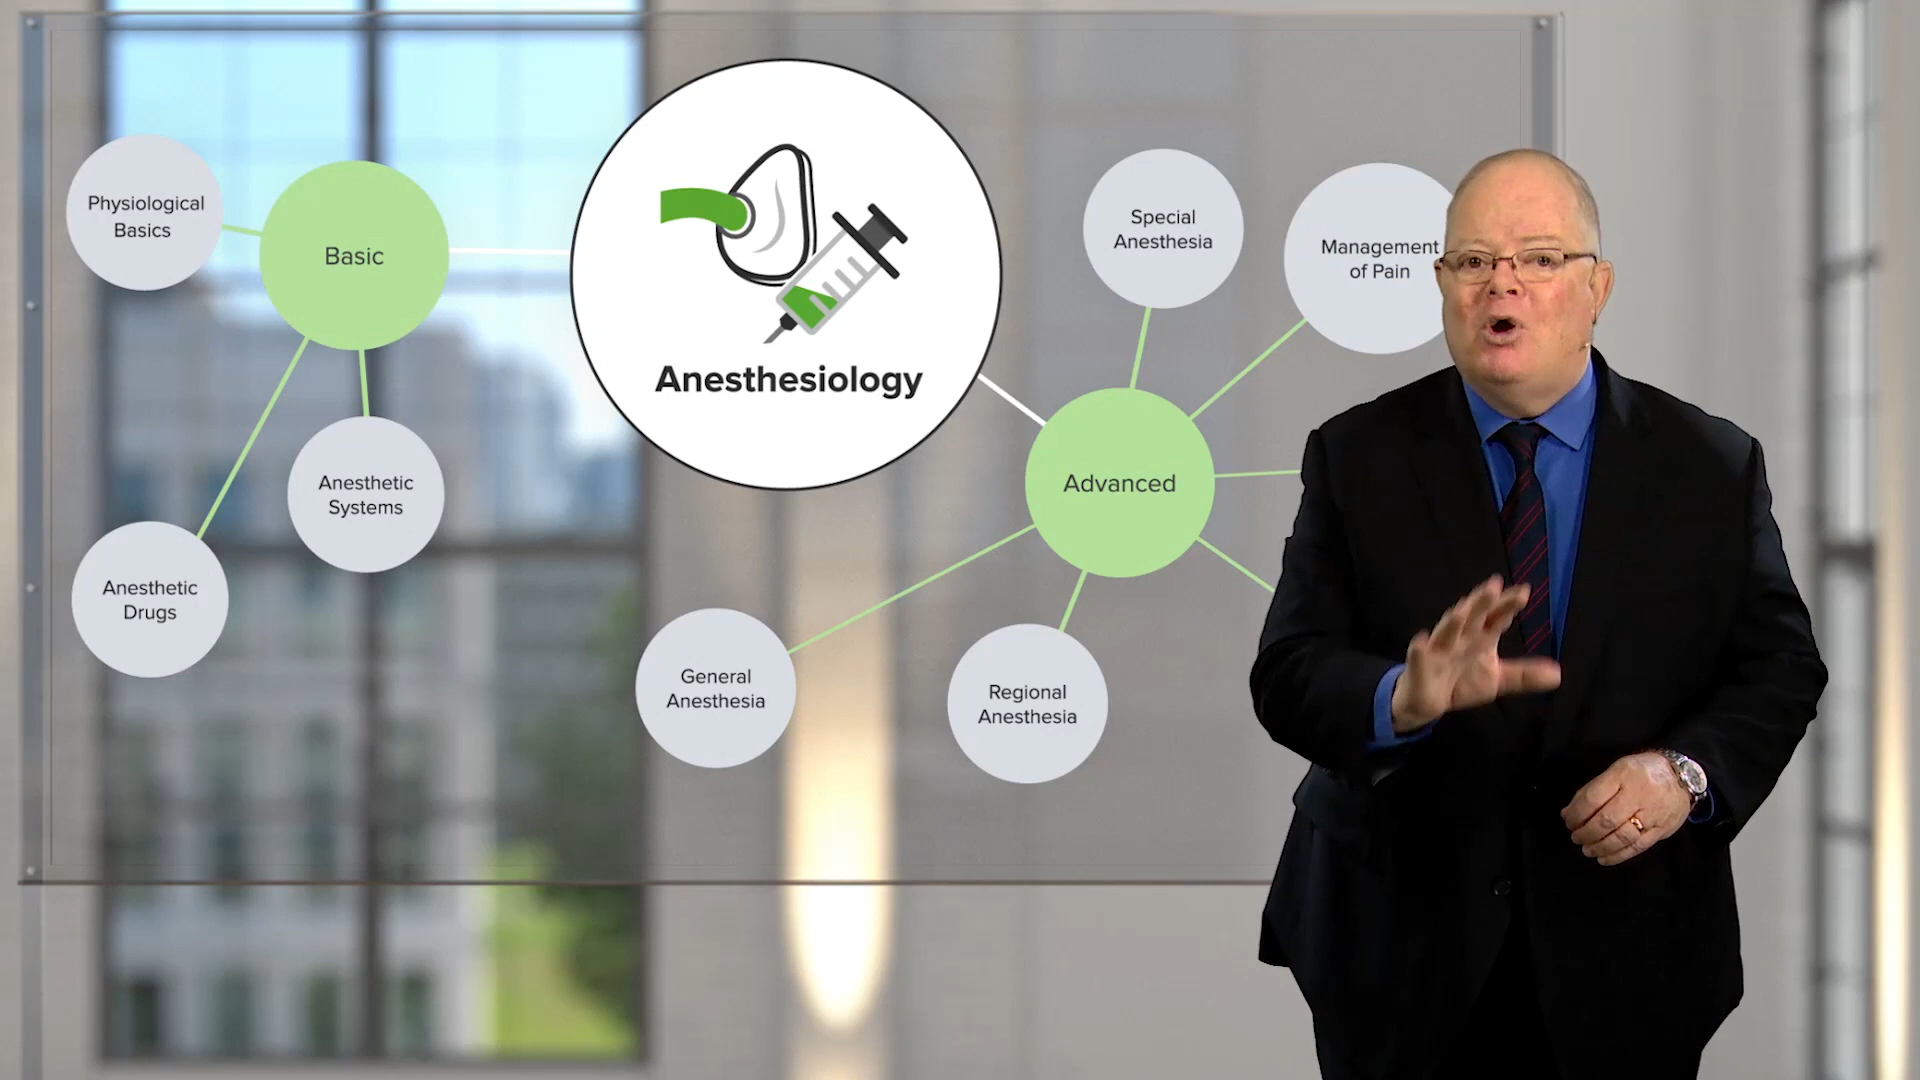 Physiological
Basics
Basic
Anesthetic
Systems
Anesthetic
Drugs
Anesthesiology
Special
Anesthesia
Management
of Pain
Advanced
General
Anesthesia
Regional
Anesthesia